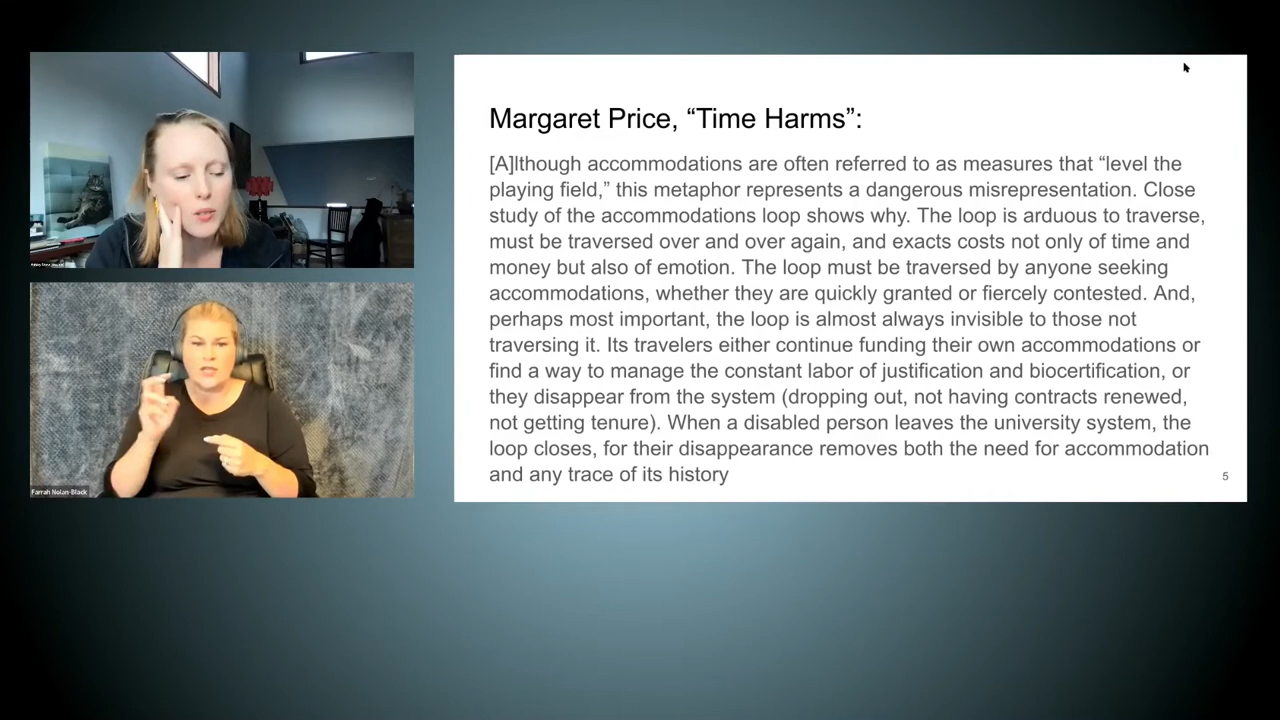 Margaret Price, “Time Harms”:
[A]lthough accommodations are often referred to as measures that “level the
playing field,” this metaphor represents a dangerous misrepresentation. Close
study of the accommodations loop shows why. The loop is arduous to traverse,
must be traversed over and over again, and exacts costs not only of time and
money but also of emotion. The loop must be traversed by anyone seeking
accommodations, whether they are quickly granted or fiercely contested. And,
perhaps most important, the loop is almost always invisible to those not
traversing it. Its travelers either continue funding their own accommodations or
find a way to manage the constant labor of justification and biocertification, or
they disappear from the system (dropping out, not having contracts renewed,
not getting tenure). When a disabled person leaves the university system, the
loop closes, for their disappearance removes both the need for accommodation
and any trace of its history
5
Farrah Nolan-Black